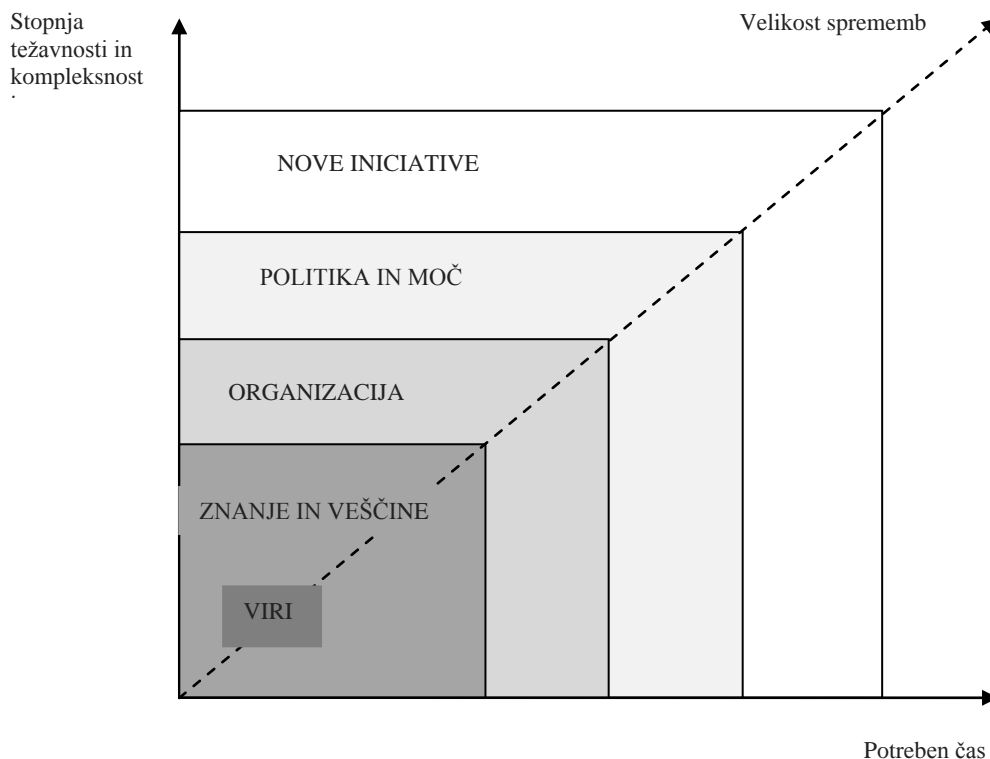 Stopnja
težavnosti in
kompleksnost
Velikost sprememb
NOVE INICIATIVE
POLITIKA IN MOČ
ORGANIZACIJA
ZNANJE IN VEŠČINE
VIRI
Potreben čas